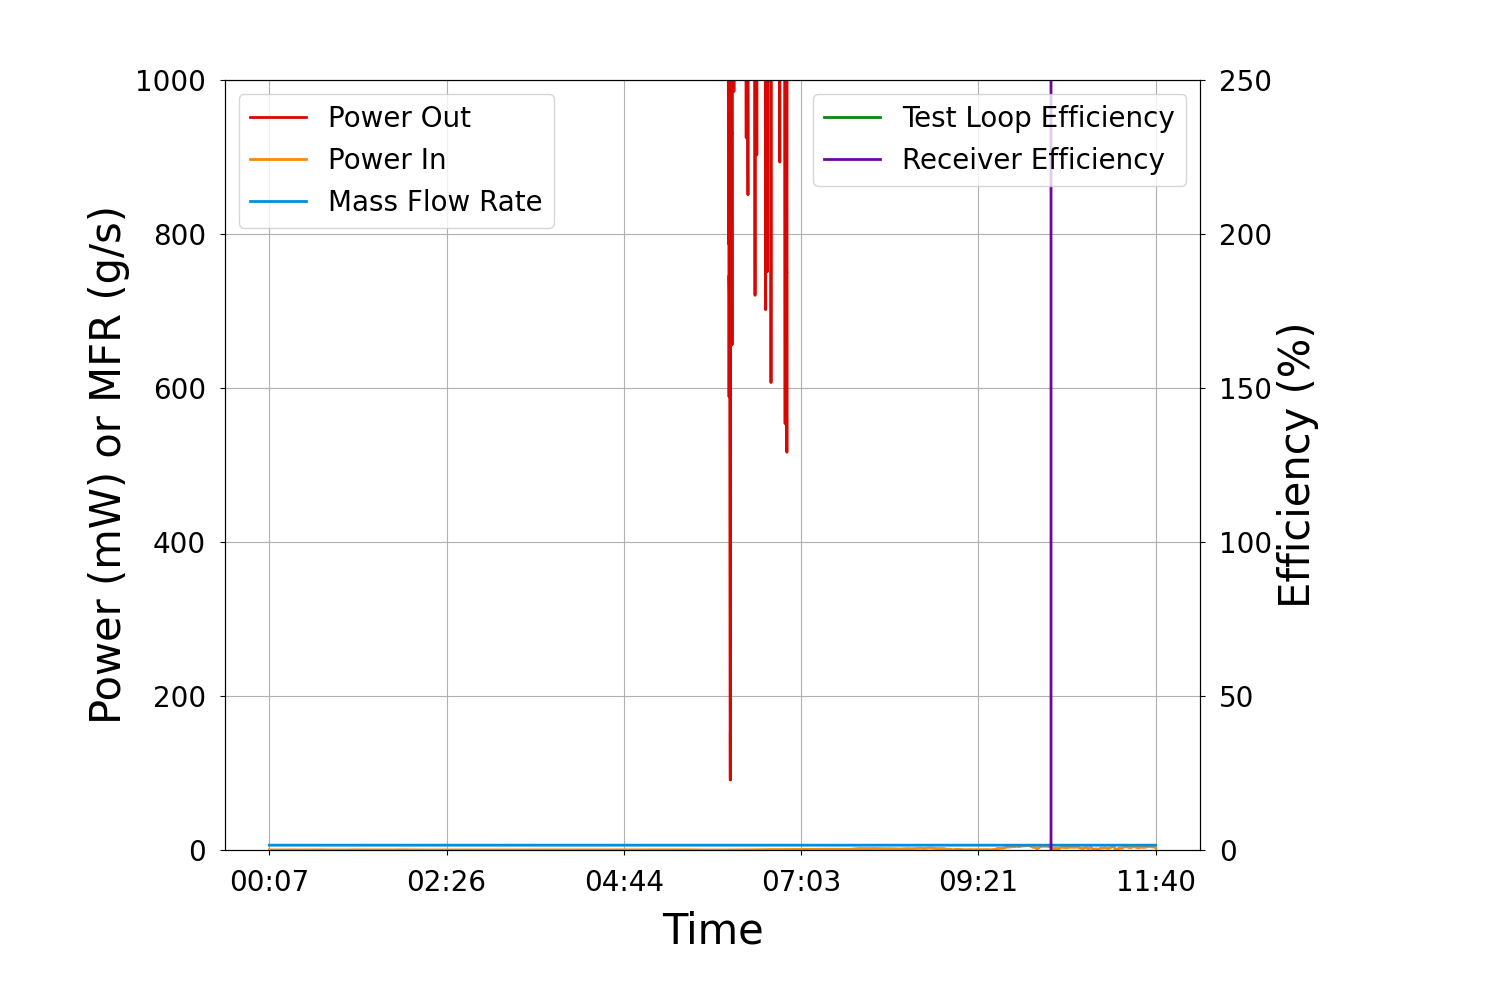 Power (mW) or MFR (g/s)
1000
800
600
400
200
0
Power Out
Power In
Mass Flow Rate
Test Loop Efficiency
Receiver Efficiency
250
200
150
100
50
0
Efficiency (%)
00:07 02:26 04:44 07:03 09:21 11:40
Time